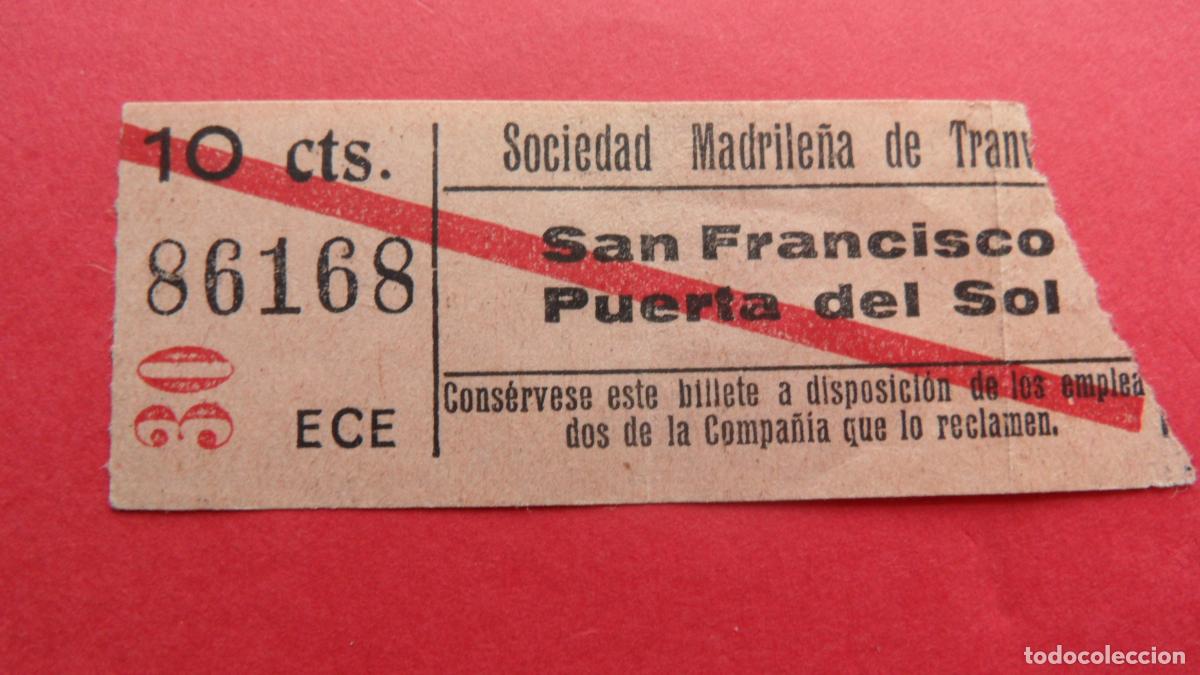 10 cts.
86168
30
ECE
Sociedad Madrileña de Tranv
San Francisco
Puerta del Sol
Consérvese este billete a disposición de los emplea
dos de la Compañia que lo reclamen.
todocoleccion